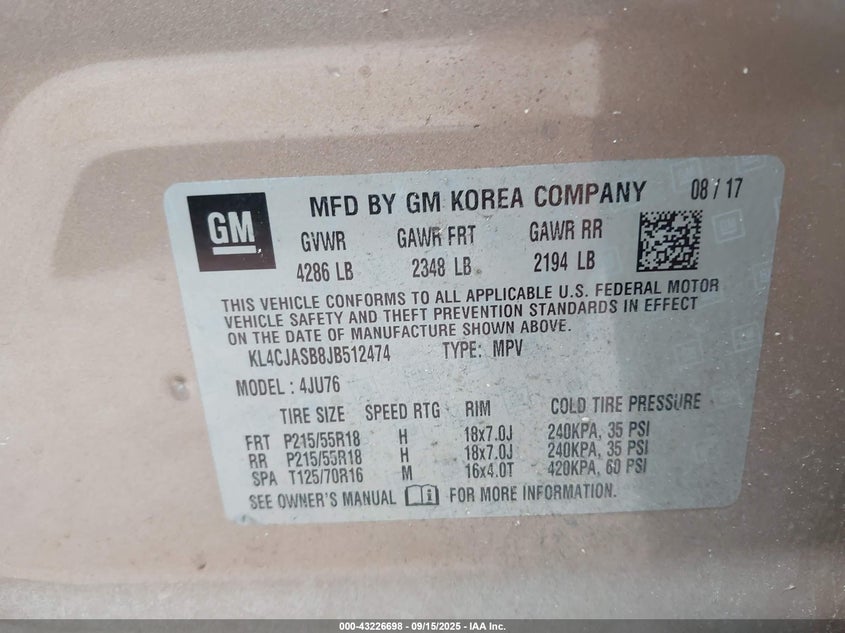 GM
MFD BY GM KOREA COMPANY 08 / 17
GVWR GAWR FRT GAWR RR
4286 LB 2348 LB 2194 LB
THIS VEHICLE CONFORMS TO ALL APPLICABLE U.S. FEDERAL MOTOR
VEHICLE SAFETY AND THEFT PREVENTION STANDARDS IN EFFECT
ON THE DATE OF MANUFACTURE SHOWN ABOVE.
KL4CJASB8JB512474 TYPE: MPV
MODEL : 4JU76
TIRE SIZE SPEED RTG RIM COLD TIRE PRESSURE
FRT P215/55R18 H 18x7.0J 240KPA, 35 PSI
RR P215/55R18 H 18x7.0J 240KPA, 35 PSI
SPA T125/70R16 M 16x4.0T 420KPA, 60 PSI
SEE OWNER'S MANUAL i FOR MORE INFORMATION.
000-43226698 - 09/15/2025 - IAA Inc.